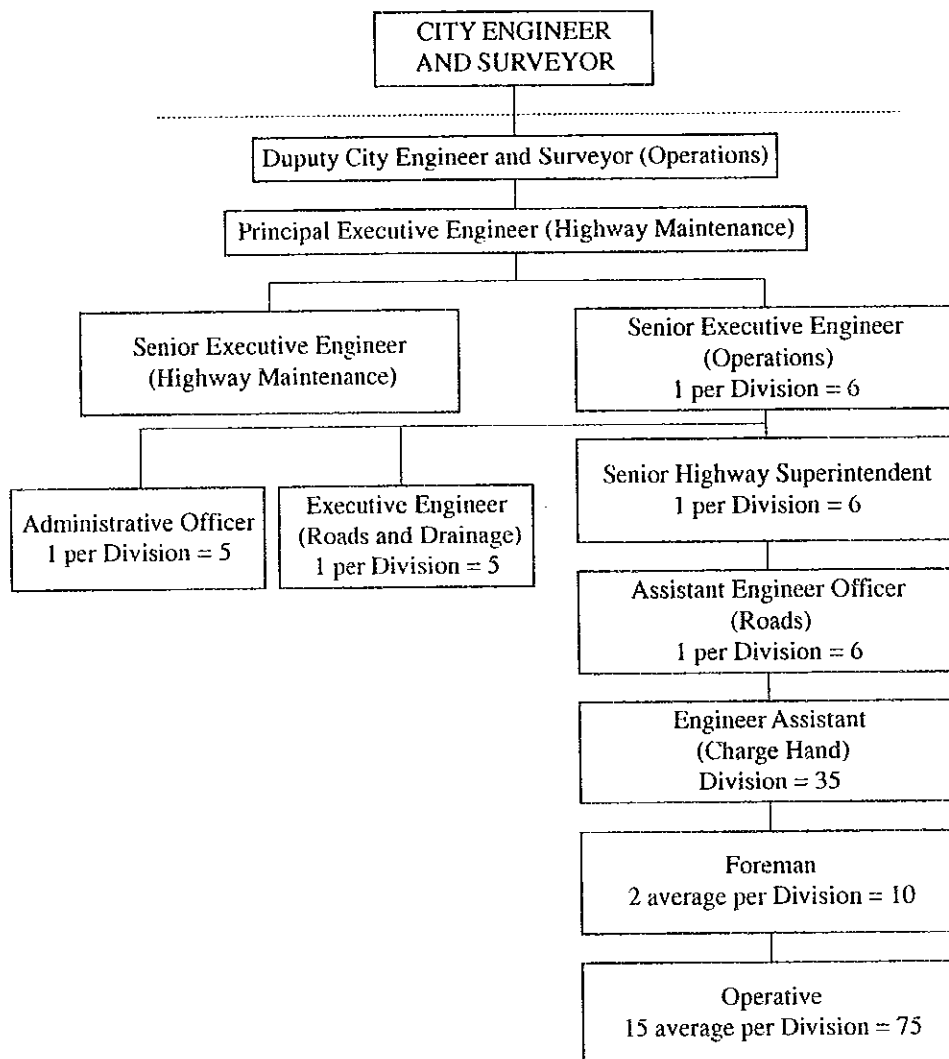 CITY ENGINEER
AND SURVEYOR
Duputy City Engineer and Surveyor (Operations)
Principal Executive Engineer (Highway Maintenance)
Senior Executive Engineer
(Highway Maintenance)
Senior Executive Engineer
(Operations)
1 per Division = 6
Administrative Officer
1 per Division = 5
Executive Engineer
(Roads and Drainage)
1 per Division = 5
Senior Highway Superintendent
1 per Division = 6
Assistant Engineer Officer
(Roads)
1 per Division = 6
Engineer Assistant
(Charge Hand)
Division = 35
Foreman
2 average per Division = 10
Operative
15 average per Division = 75